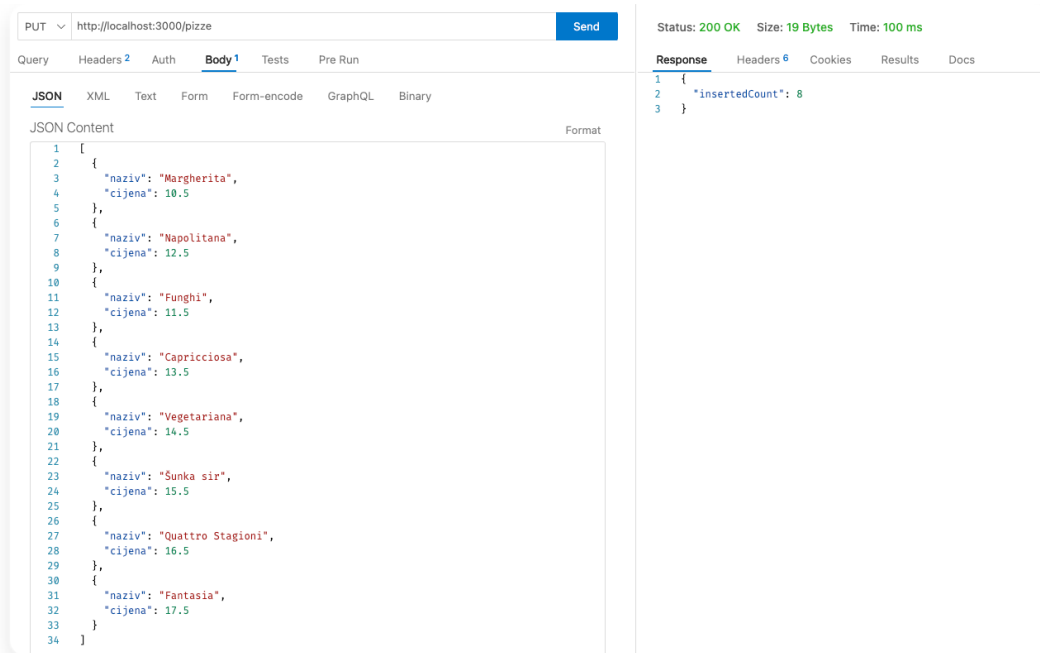 PUT http://localhost:3000/pizze Send
Query Headers 2 Auth Body 1 Tests Pre Run
JSON XML Text Form Form-encode GraphQL Binary
JSON Content Format
1 [
2 {
3 "naziv": "Margherita",
4 "cijena": 10.5
5 },
6 {
7 "naziv": "Napolitana",
8 "cijena": 12.5
9 },
10 {
11 "naziv": "Funghi",
12 "cijena": 11.5
13 },
14 {
15 "naziv": "Capricciosa",
16 "cijena": 13.5
17 },
18 {
19 "naziv": "Vegetariana",
20 "cijena": 14.5
21 },
22 {
23 "naziv": "Šunka sir",
24 "cijena": 15.5
25 },
26 {
27 "naziv": "Quattro Stagioni",
28 "cijena": 16.5
29 },
30 {
31 "naziv": "Fantasia",
32 "cijena": 17.5
33 }
34 ]
Status: 200 OK Size: 19 Bytes Time: 100 ms
Response Headers 6 Cookies Results Docs
1 {
2 "insertedCount": 8
3 }